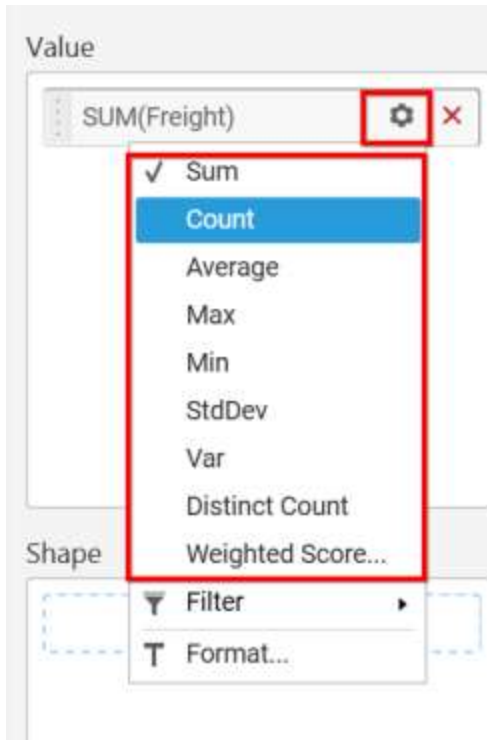 Value
SUM(Freight)
Sum
Count
Average
Max
Min
StdDev
Var
Distinct Count
Weighted Score...
Shape
Filter
Format...